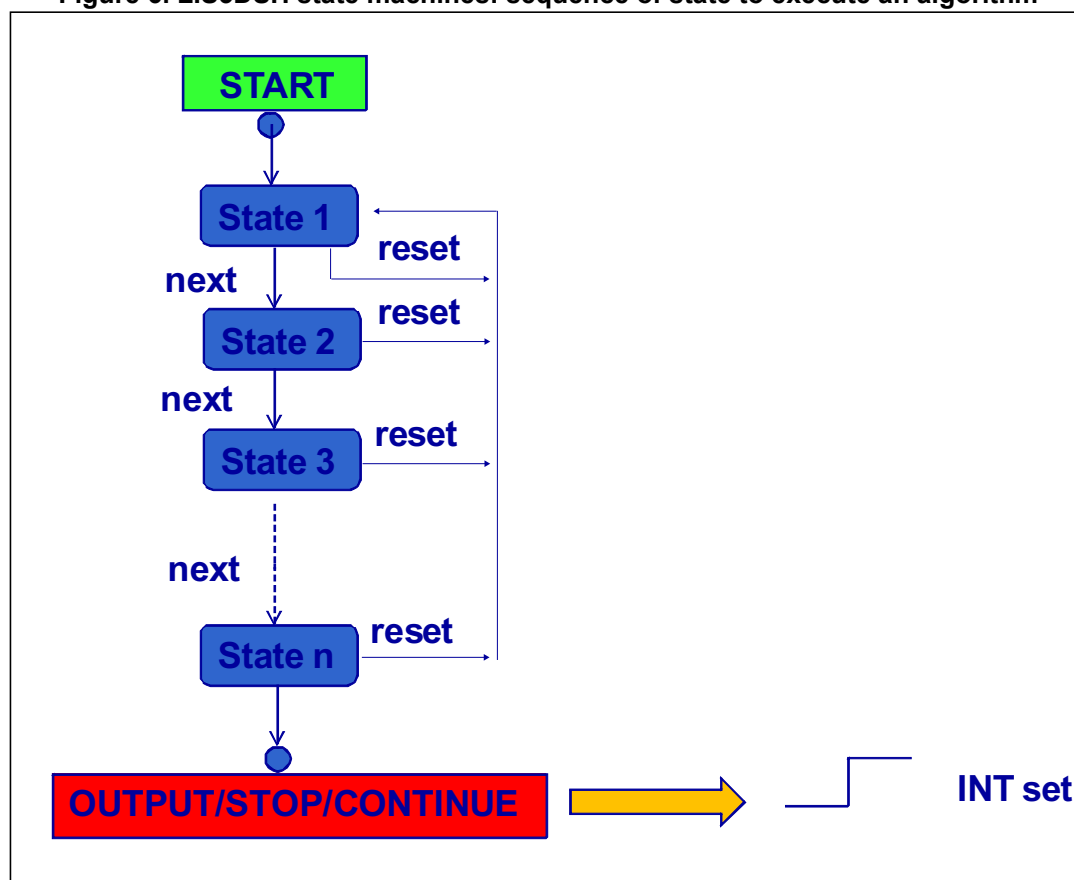 START
State 1
reset
next
reset
State 2
next
reset
State 3
next
reset
State n
OUTPUT/STOP/CONTINUE
INT set